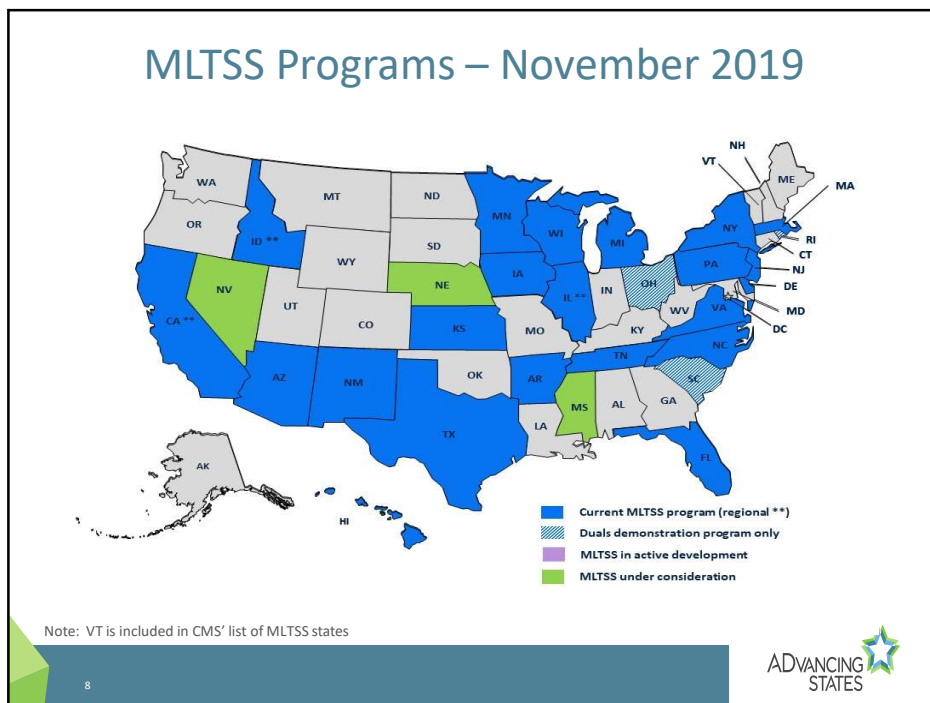 MLTSS Programs – November 2019
NH
VT
ME
WA
MT
ND
MN
MA
OR
ID **
SD
WI
MI
NY
RI
CT
WY
NJ
NV
NE
IA
PA
DE
UT
CO
IL **
IN
OH
WV
VA
MD
DC
CA **
KS
MO
KY
NC
TN
AZ
NM
OK
AR
SC
MS
AL
GA
TX
LA
AK
FL
HI
Current MLTSS program (regional **)
Duals demonstration program only
MLTSS in active development
MLTSS under consideration
Note: VT is included in CMS' list of MLTSS states
8
ADVANCING
STATES